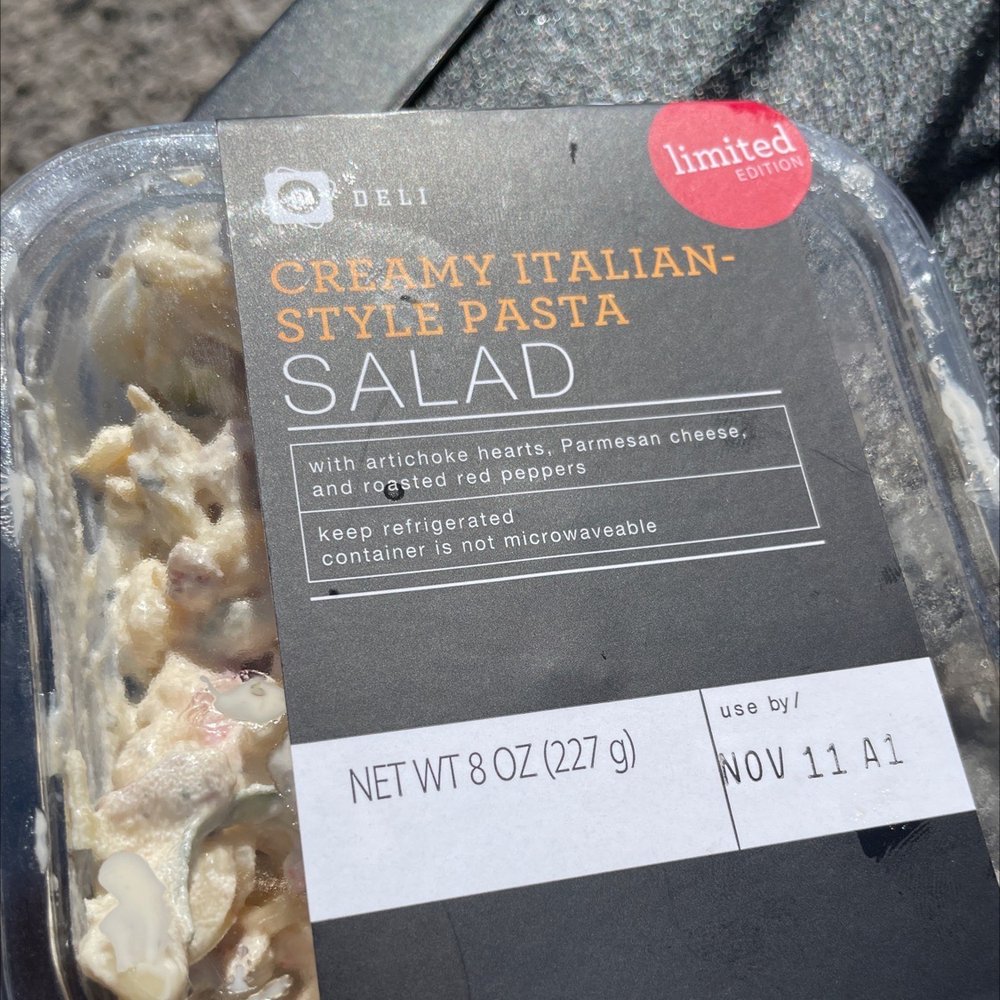 DELI
limited
EDITION
CREAMY ITALIAN-
STYLE PASTA
SALAD
with artichoke hearts, Parmesan cheese,
and roasted red peppers
keep refrigerated
container is not microwaveable
NET WT 8 OZ (227 g)
use by/
NOV 11 A1